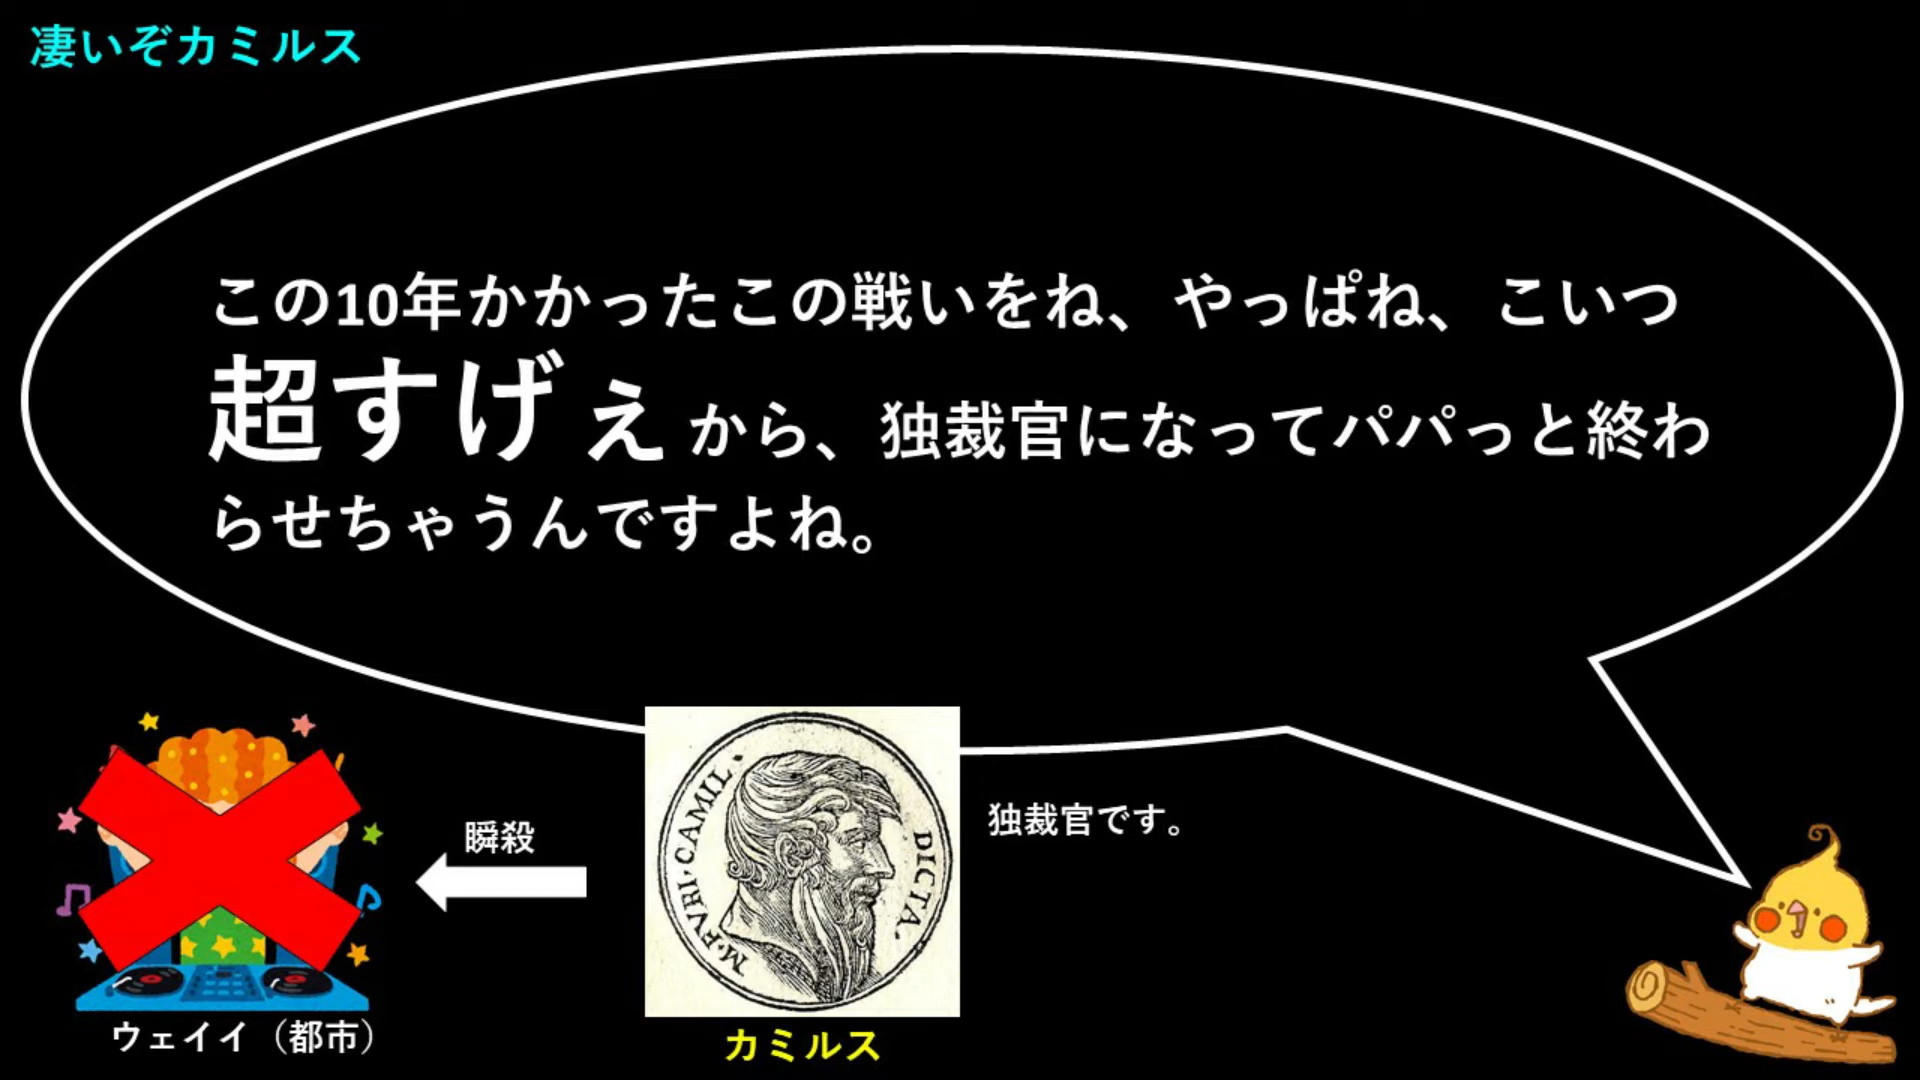 凄いぞカミルス
この10年かかったこの戦いをね、やっぱね、こいつ
超すげぇから、独裁官になってパパっと終わ
らせちゃうんですよね。
瞬殺
独裁官です。
M·FVRI·CAMIL·
DICTA.
ウェイイ（都市）
カミルス